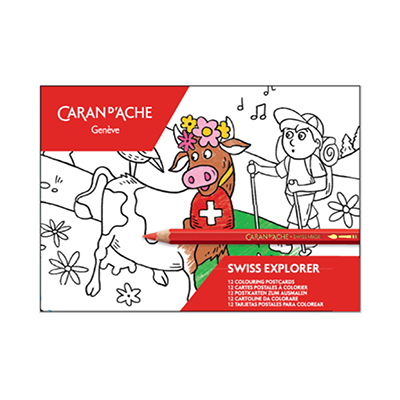 CARAN D'ACHE
Genève
CARAN D'ACHE
SWISS EXPLORER
12 COLOURING POSTCARDS
12 CARTES POSTALES À COLORIER
12 POSTKARTEN ZUM AUSMALEN
12 CARTOLINE DA COLORARE
12 TARJETAS POSTALES PARA COLOREAR